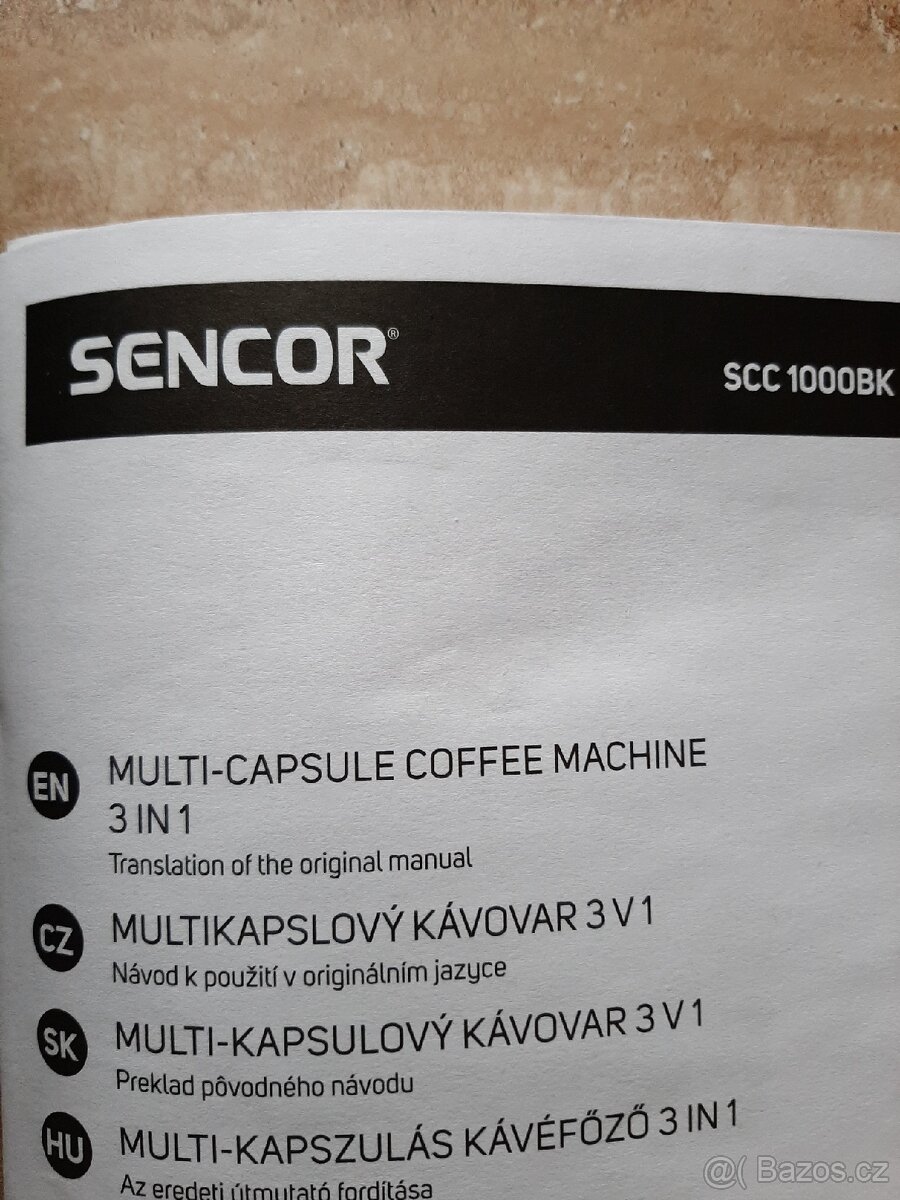 SENCOR®
SCC 1000BK
EN
MULTI-CAPSULE COFFEE MACHINE
3 IN 1
Translation of the original manual
CZ
MULTIKAPSLOVÝ KÁVOVAR 3 V 1
Návod k použití v originálním jazyce
SK
MULTI-KAPSULOVÝ KÁVOVAR 3 V 1
Preklad pôvodného návodu
HU
MULTI-KAPSZULÁS KÁVÉFŐZŐ 3 IN 1
Az eredeti útmutató fordítása
@( Bazos.cz